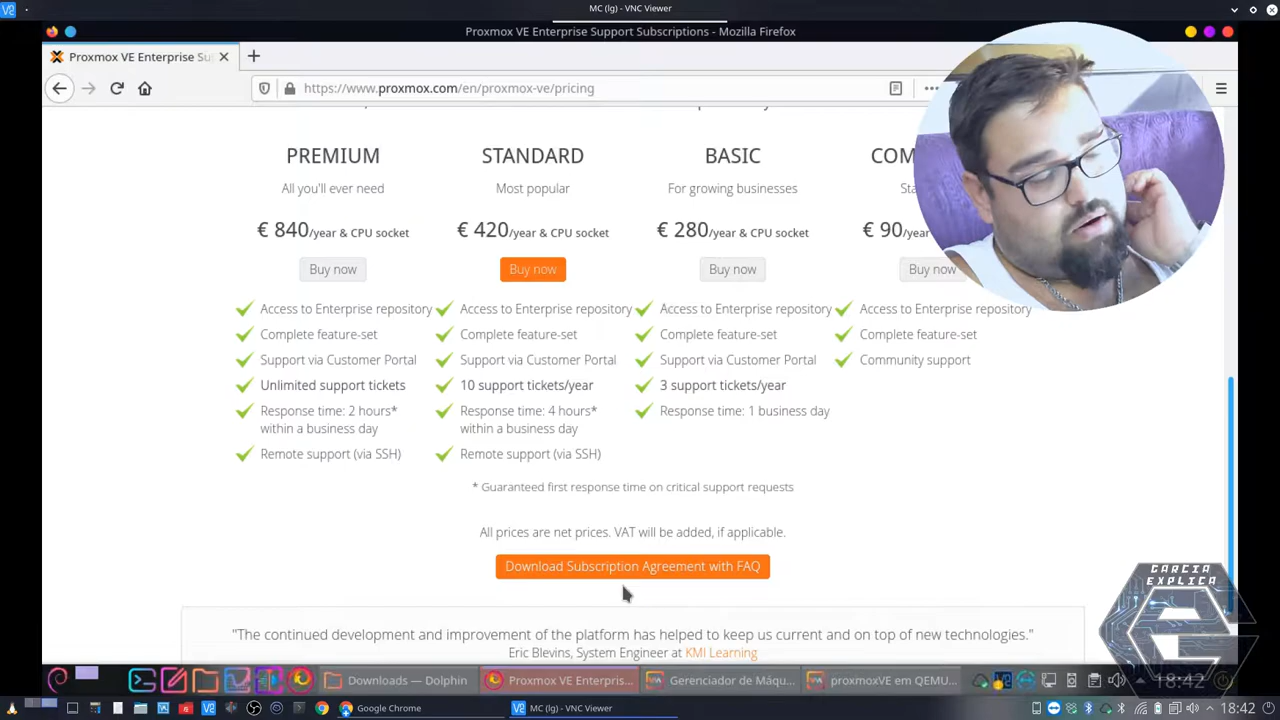 MC (lg) - VNC Viewer
Proxmox VE Enterprise Support Subscriptions - Mozilla Firefox
Proxmox VE Enterprise Su
https://www.proxmox.com/en/proxmox-ve/pricing
PREMIUM
All you'll ever need
€ 840/year & CPU socket
Buy now
Access to Enterprise repository
Complete feature-set
Support via Customer Portal
Unlimited support tickets
Response time: 2 hours*
within a business day
Remote support (via SSH)
STANDARD
Most popular
€ 420/year & CPU socket
Buy now
Access to Enterprise repository
Complete feature-set
Support via Customer Portal
10 support tickets/year
Response time: 4 hours*
within a business day
Remote support (via SSH)
BASIC
For growing businesses
€ 280/year & CPU socket
Buy now
Access to Enterprise repository
Complete feature-set
Support via Customer Portal
3 support tickets/year
Response time: 1 business day
COM
Sta
€ 90/year
Buy now
Access to Enterprise repository
Complete feature-set
Community support
* Guaranteed first response time on critical support requests
All prices are net prices. VAT will be added, if applicable.
Download Subscription Agreement with FAQ
"The continued development and improvement of the platform has helped to keep us current and on top of new technologies."
Eric Blevins, System Engineer at KMI Learning
GARCIA
EXPLICA
Downloads — Dolphin
Proxmox VE Enterpris...
Gerenciador de Máqu...
proxmoxVE em QEMU...
18:42
Google Chrome
MC (lg) - VNC Viewer
18:42